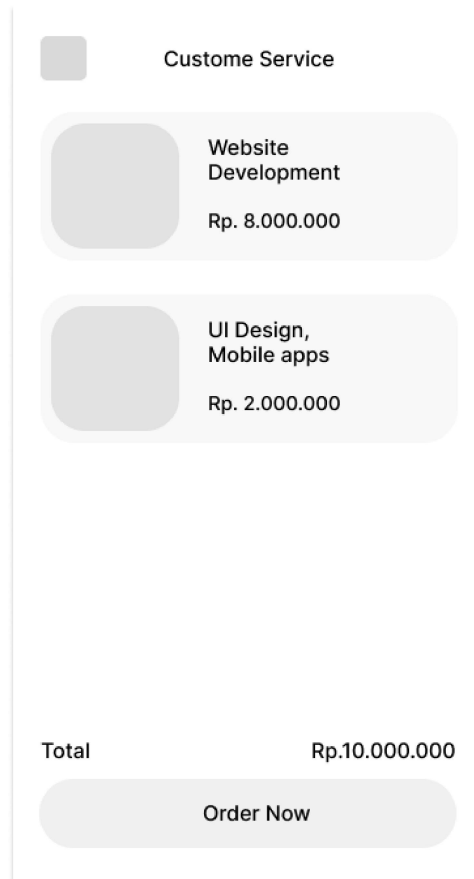 Custome Service
Website
Development
Rp. 8.000.000
UI Design,
Mobile apps
Rp. 2.000.000
Total Rp.10.000.000
Order Now